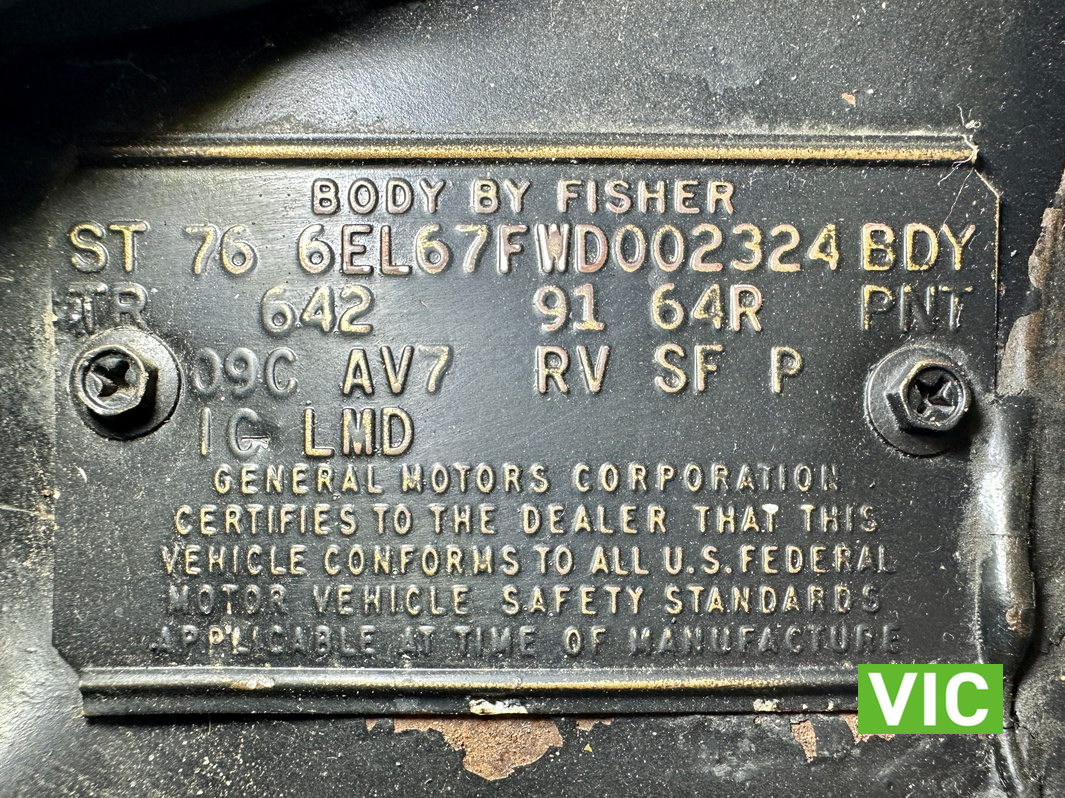 BODY BY FISHER
ST 76 6EL67FWD002324 BDY
TR 642 91 64R PNT
09C AV7 RV SF P
IC LMD
GENERAL MOTORS CORPORATION
CERTIFIES TO THE DEALER THAT THIS
VEHICLE CONFORMS TO ALL U.S. FEDERAL
MOTOR VEHICLE SAFETY STANDARDS
APPLICABLE AT TIME OF MANUFACTURE
VIC